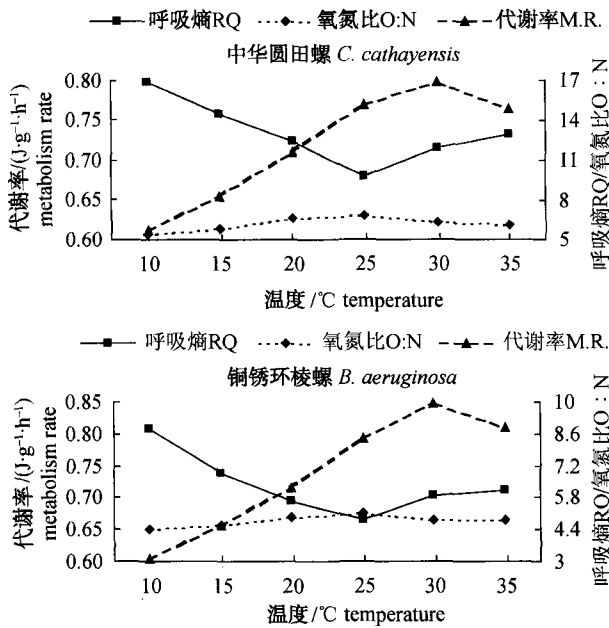 呼吸熵RQ 氧氮比O:N 代谢率M.R.
中华圆田螺 C. cathayensis
代谢率/(J·g⁻¹·h⁻¹)
metabolism rate
0.80
0.75
0.70
0.65
0.60
17
14
11
8
5
呼吸熵RQ/氧氮比O:N
10 15 20 25 30 35
温度/℃ temperature
呼吸熵RQ 氧氮比O:N 代谢率M.R.
铜锈环棱螺 B. aeruginosa
代谢率/(J·g⁻¹·h⁻¹)
metabolism rate
0.85
0.80
0.75
0.70
0.65
0.60
10
8.6
7.2
5.8
4.4
3
呼吸熵RQ/氧氮比O:N
10 15 20 25 30 35
温度/℃ temperature